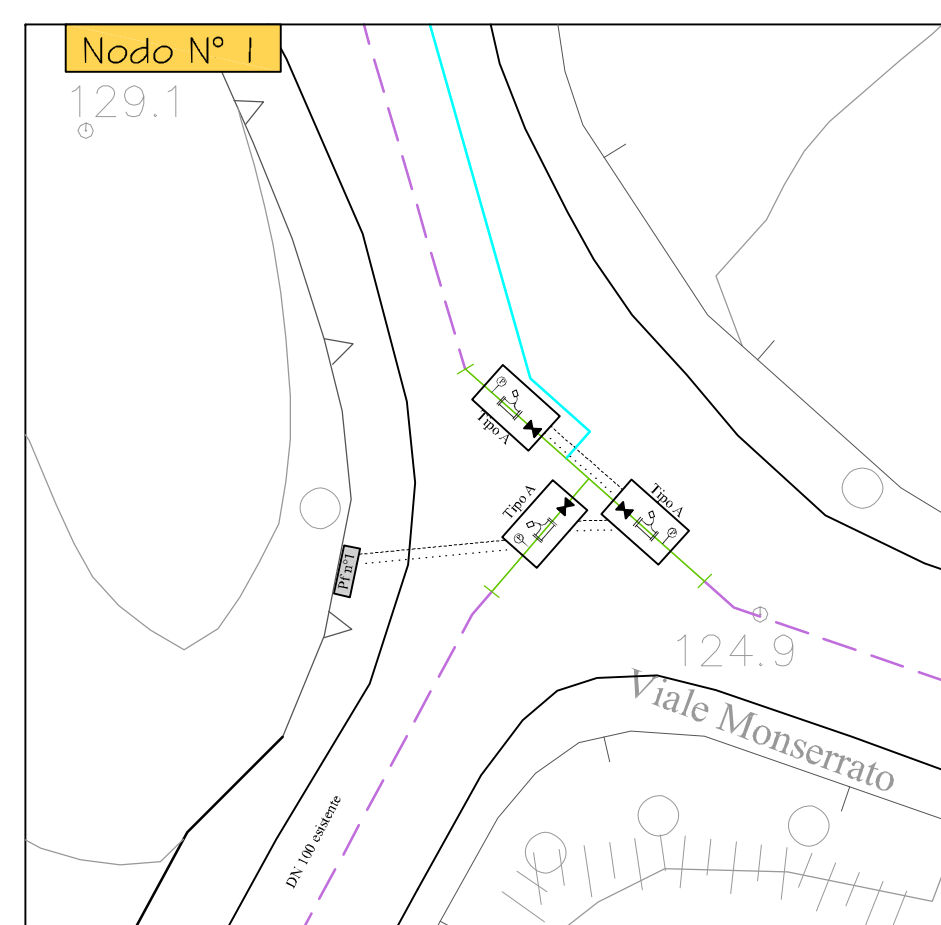 Nodo N° 1
129.1
Tipo A
Tipo A
Tipo A
P
P
P
Pf n°1
124.9
Viale Monserrato
DN 100 esistente